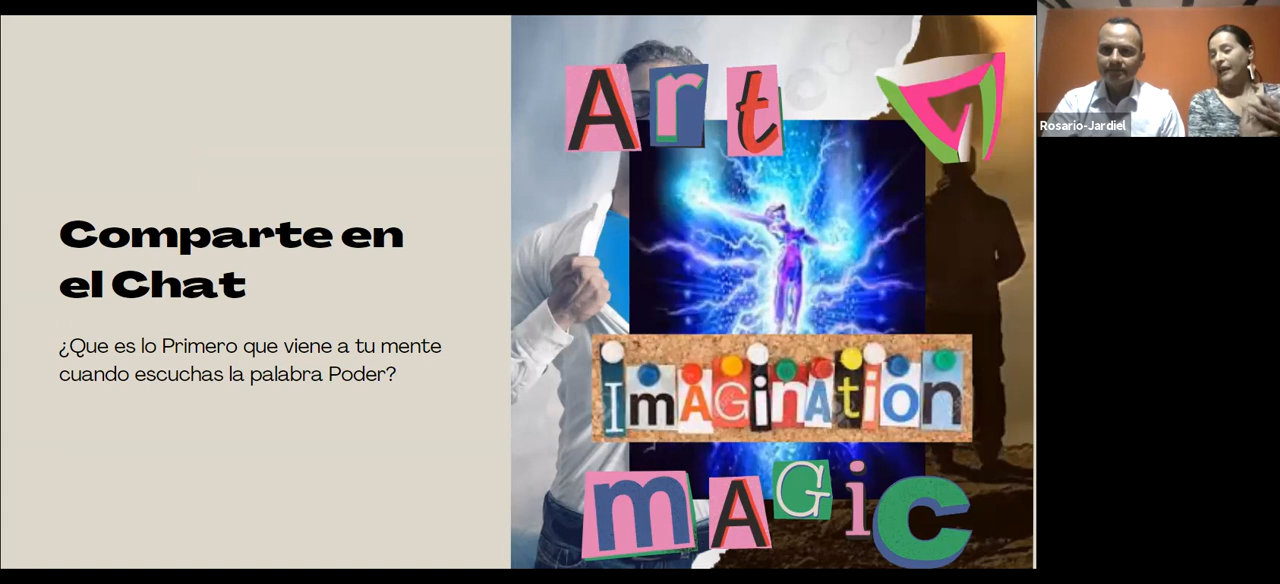 Comparte en
el Chat
¿Que es lo Primero que viene a tu mente
cuando escuchas la palabra Poder?
Art
ImAGinAtion
mAGic
Rosario-Jardiel